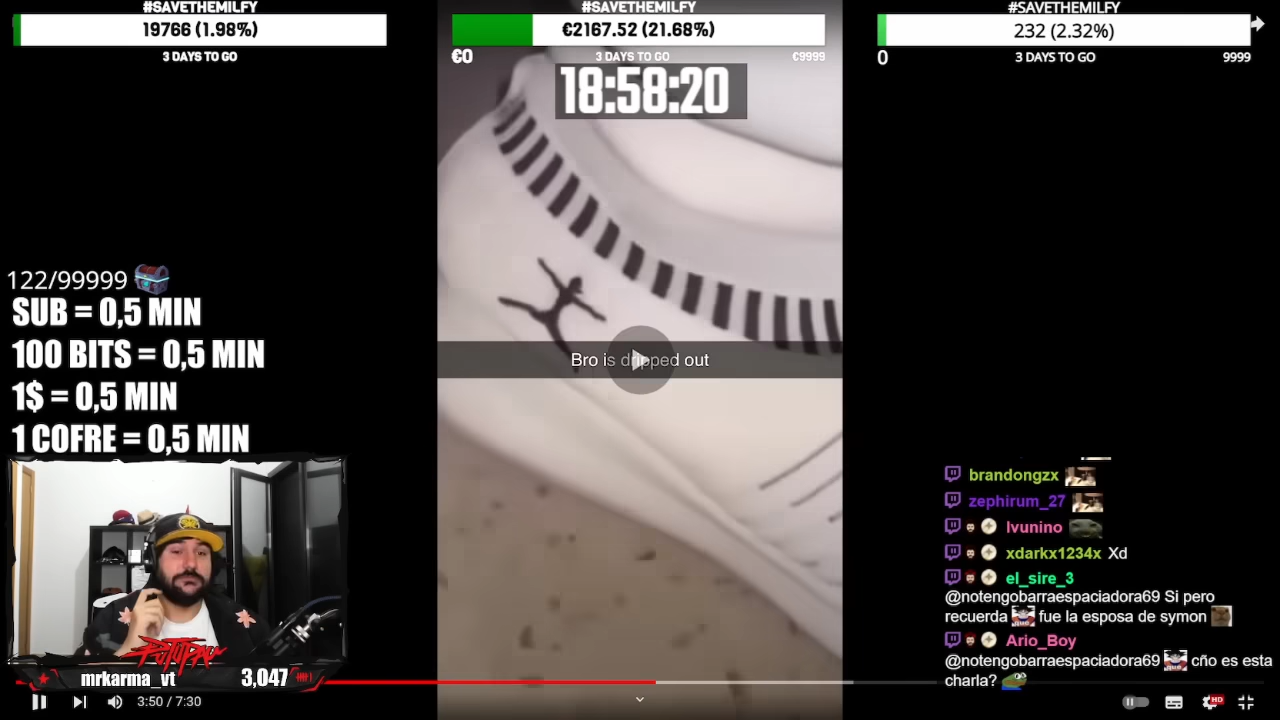 #SAVETHEMILFY
19766 (1.98%)
3 DAYS TO GO
#SAVETHEMILFY
€2167.52 (21.68%)
€0
3 DAYS TO GO
€9999
18:58:20
#SAVETHEMILFY
232 (2.32%)
0
3 DAYS TO GO
9999
122/99999
SUB = 0,5 MIN
100 BITS = 0,5 MIN
1$ = 0,5 MIN
1 COFRE = 0,5 MIN
Bro is dripped out
brandongzx
zephirum_27
lvunino
xdarkx1234x Xd
el_sire_3
@notengobarraespaciadora69 Si pero
recuerda fue la esposa de symon
Ario_Boy
@notengobarraespaciadora69 cño es esta
charla?
mrkarma_vt
3,047
3:50 / 7:30
HD